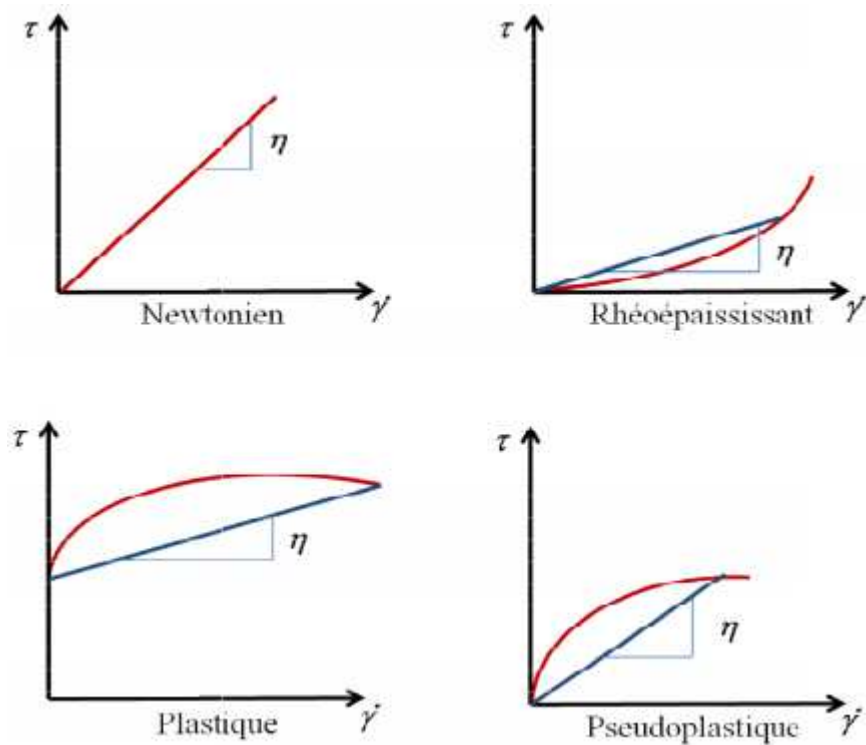 τ
η
γ̇
Newtonien
τ
η
γ̇
Rhéoépaississant
τ
η
γ̇
Plastique
τ
η
γ̇
Pseudoplastique